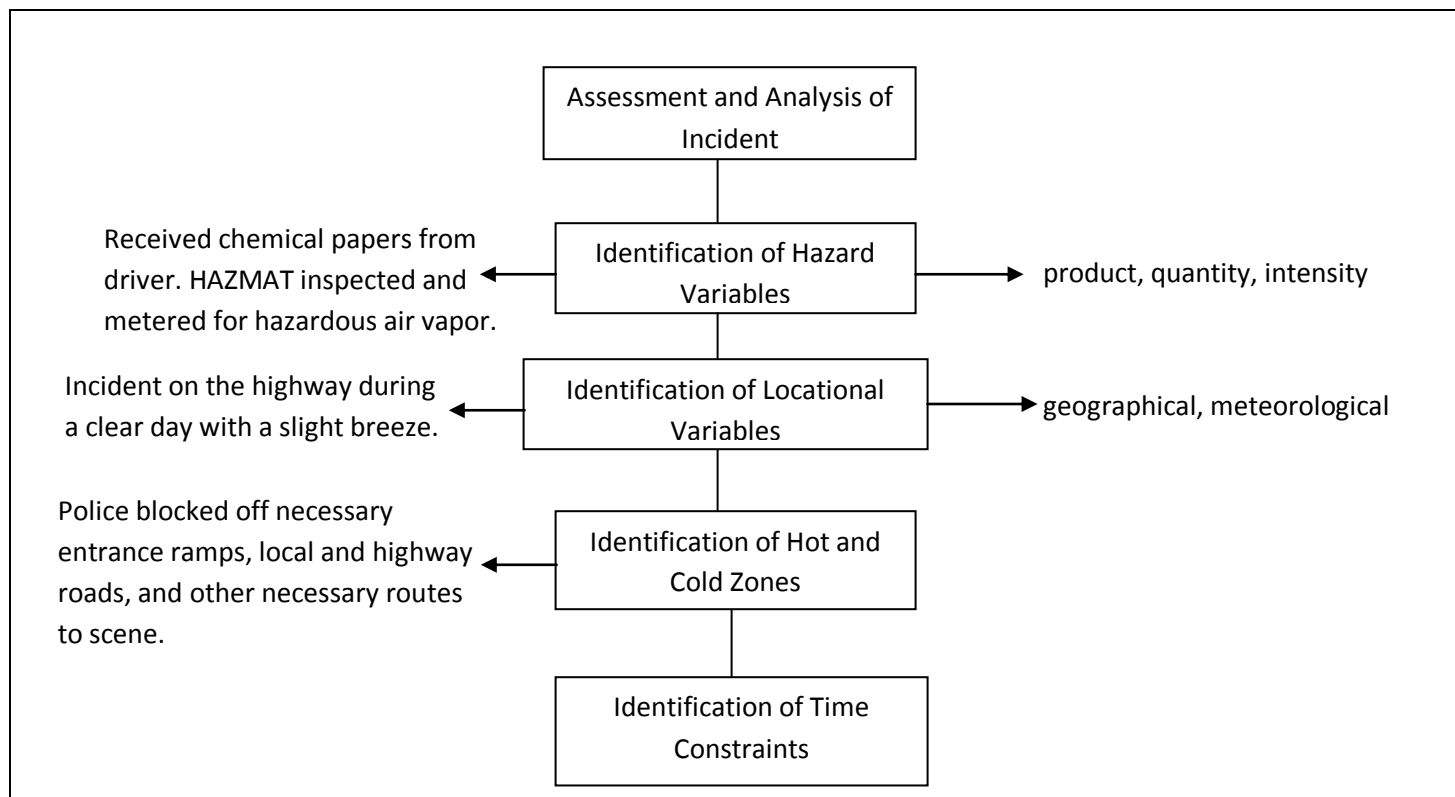 Assessment and Analysis of
Incident
Received chemical papers from
driver. HAZMAT inspected and
metered for hazardous air vapor.
Identification of Hazard
Variables
product, quantity, intensity
Incident on the highway during
a clear day with a slight breeze.
Identification of Locational
Variables
geographical, meteorological
Police blocked off necessary
entrance ramps, local and highway
roads, and other necessary routes
to scene.
Identification of Hot and
Cold Zones
Identification of Time
Constraints